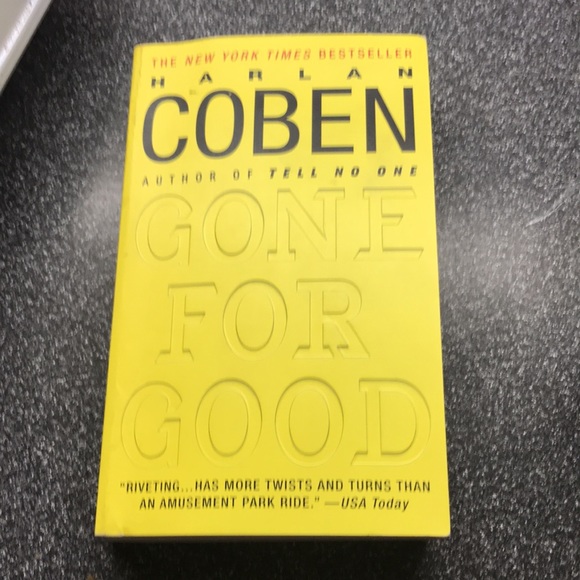 THE NEW YORK TIMES BESTSELLER
HARLAN
COBEN
AUTHOR OF TELL NO ONE
GONE
FOR
GOOD
"RIVETING...HAS MORE TWISTS AND TURNS THAN
AN AMUSEMENT PARK RIDE." —USA Today